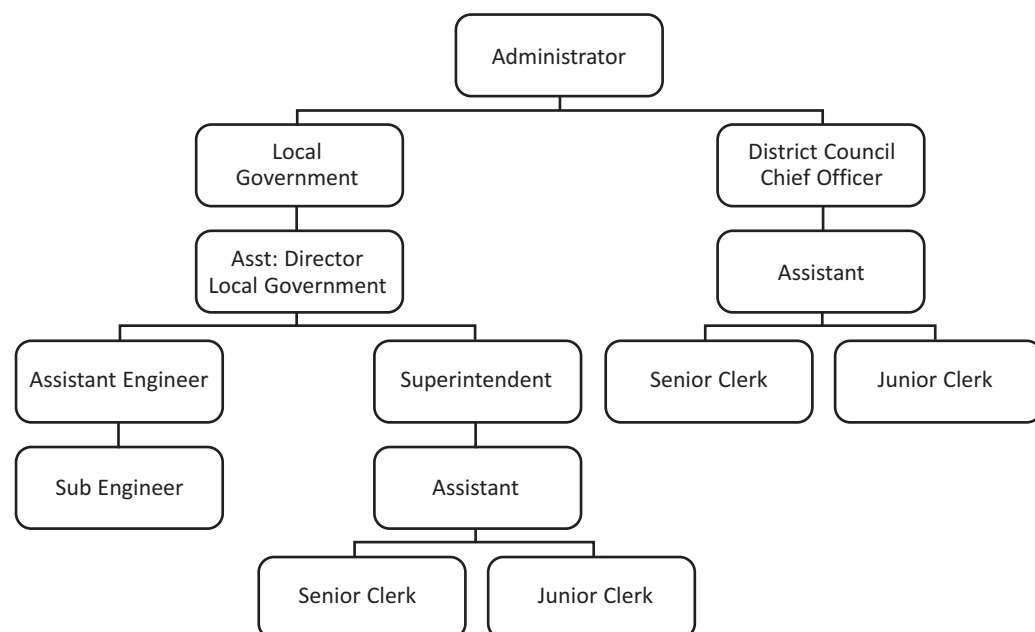 Administrator
Local
Government
District Council
Chief Officer
Asst: Director
Local Government
Assistant
Assistant Engineer
Superintendent
Senior Clerk
Junior Clerk
Sub Engineer
Assistant
Senior Clerk
Junior Clerk